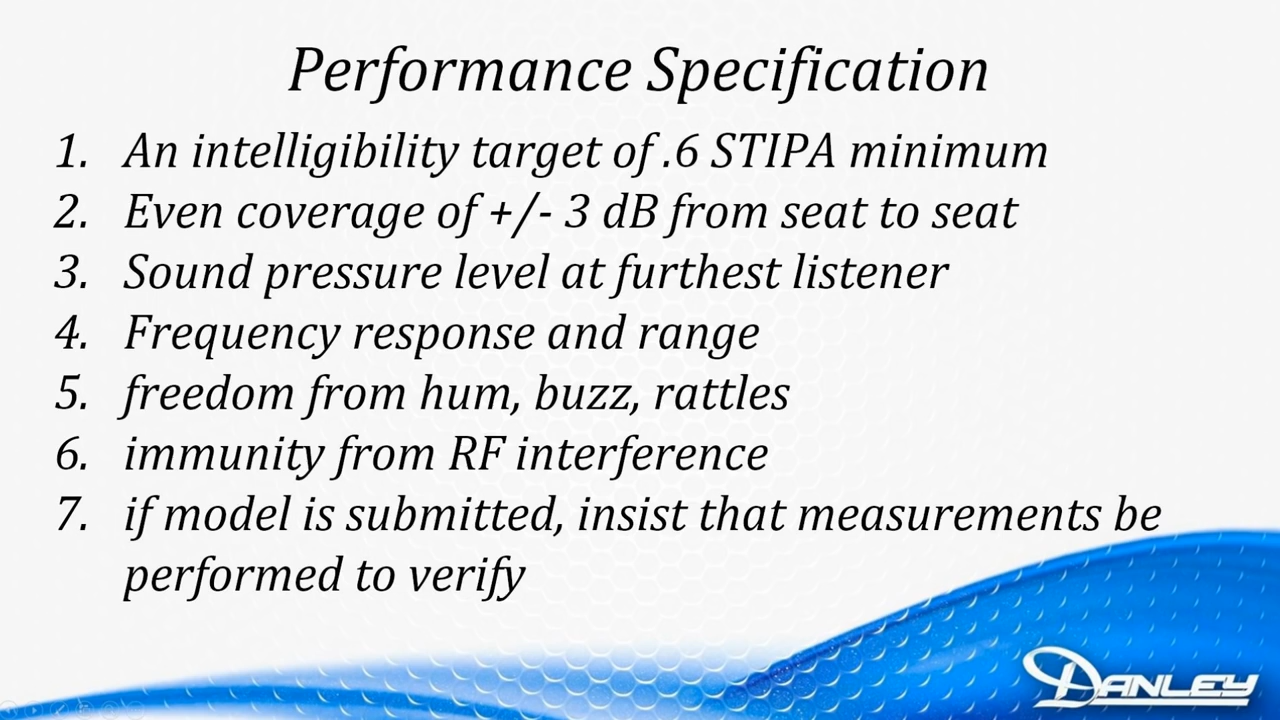 Performance Specification
1. An intelligibility target of .6 STIPA minimum
2. Even coverage of +/- 3 dB from seat to seat
3. Sound pressure level at furthest listener
4. Frequency response and range
5. freedom from hum, buzz, rattles
6. immunity from RF interference
7. if model is submitted, insist that measurements be
performed to verify
DANLEY